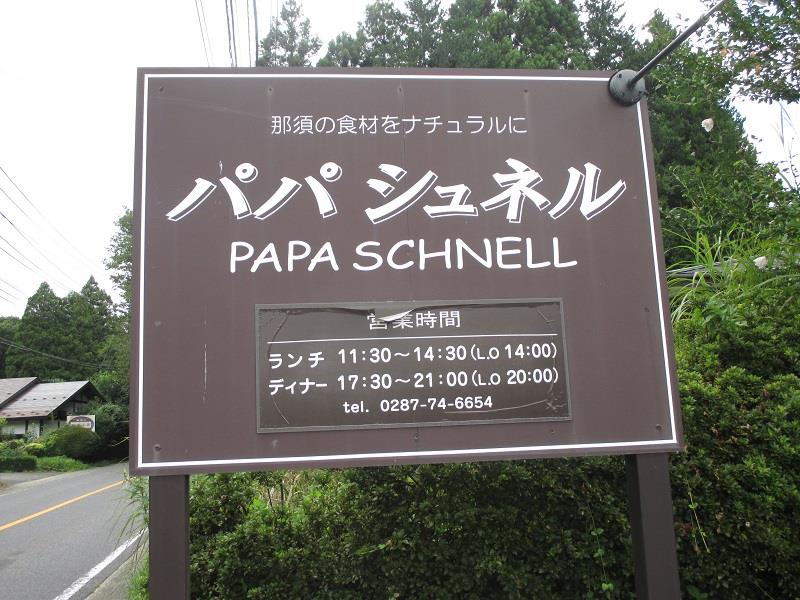 那須の食材をナチュラルに
パパ シュネル
PAPA SCHNELL
営業時間
ランチ 11:30～14:30(L.O 14:00)
ディナー 17:30～21:00(L.O 20:00)
tel. 0287-74-6654